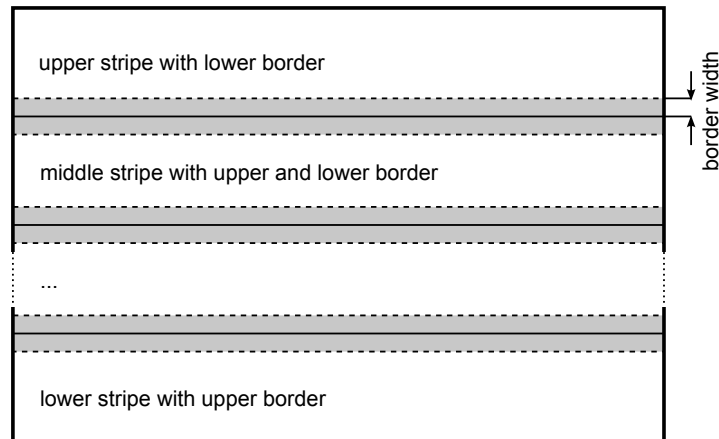 upper stripe with lower border
border width
middle stripe with upper and lower border
...
lower stripe with upper border